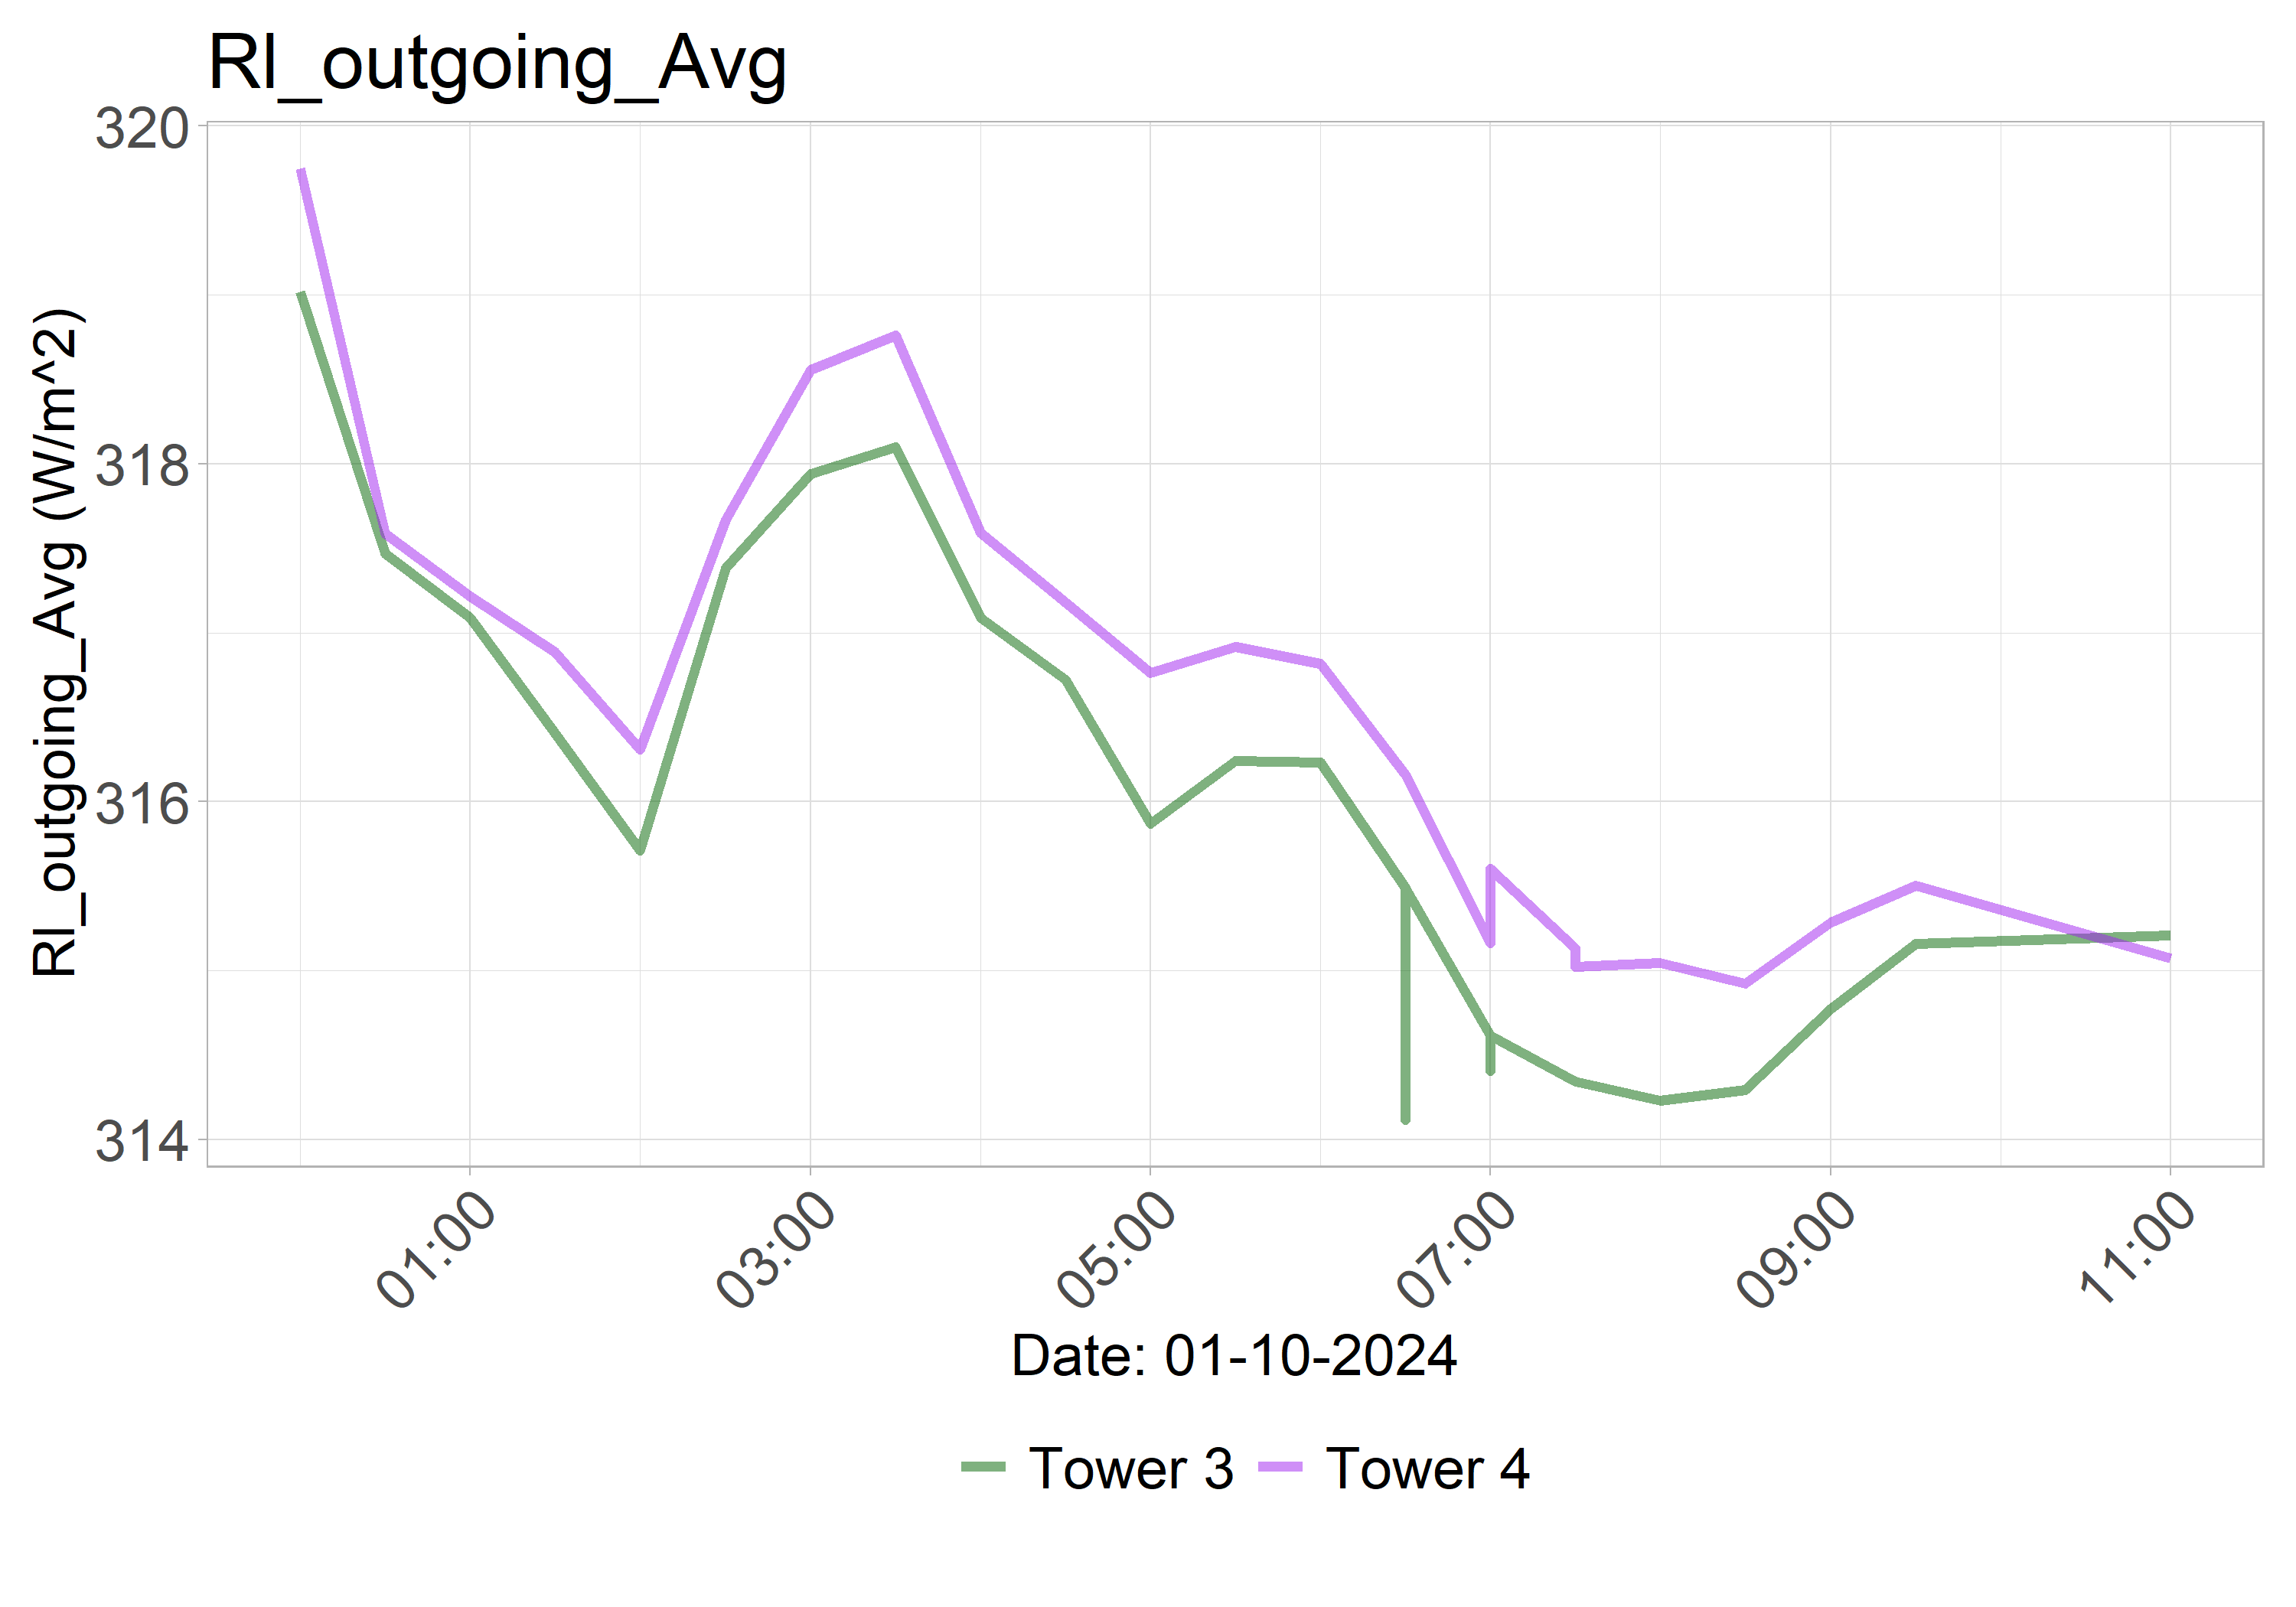 Rl_outgoing_Avg
Rl_outgoing_Avg (W/m^2)
320
318
316
314
01:00
03:00
05:00
07:00
09:00
11:00
Date: 01-10-2024
Tower 3
Tower 4